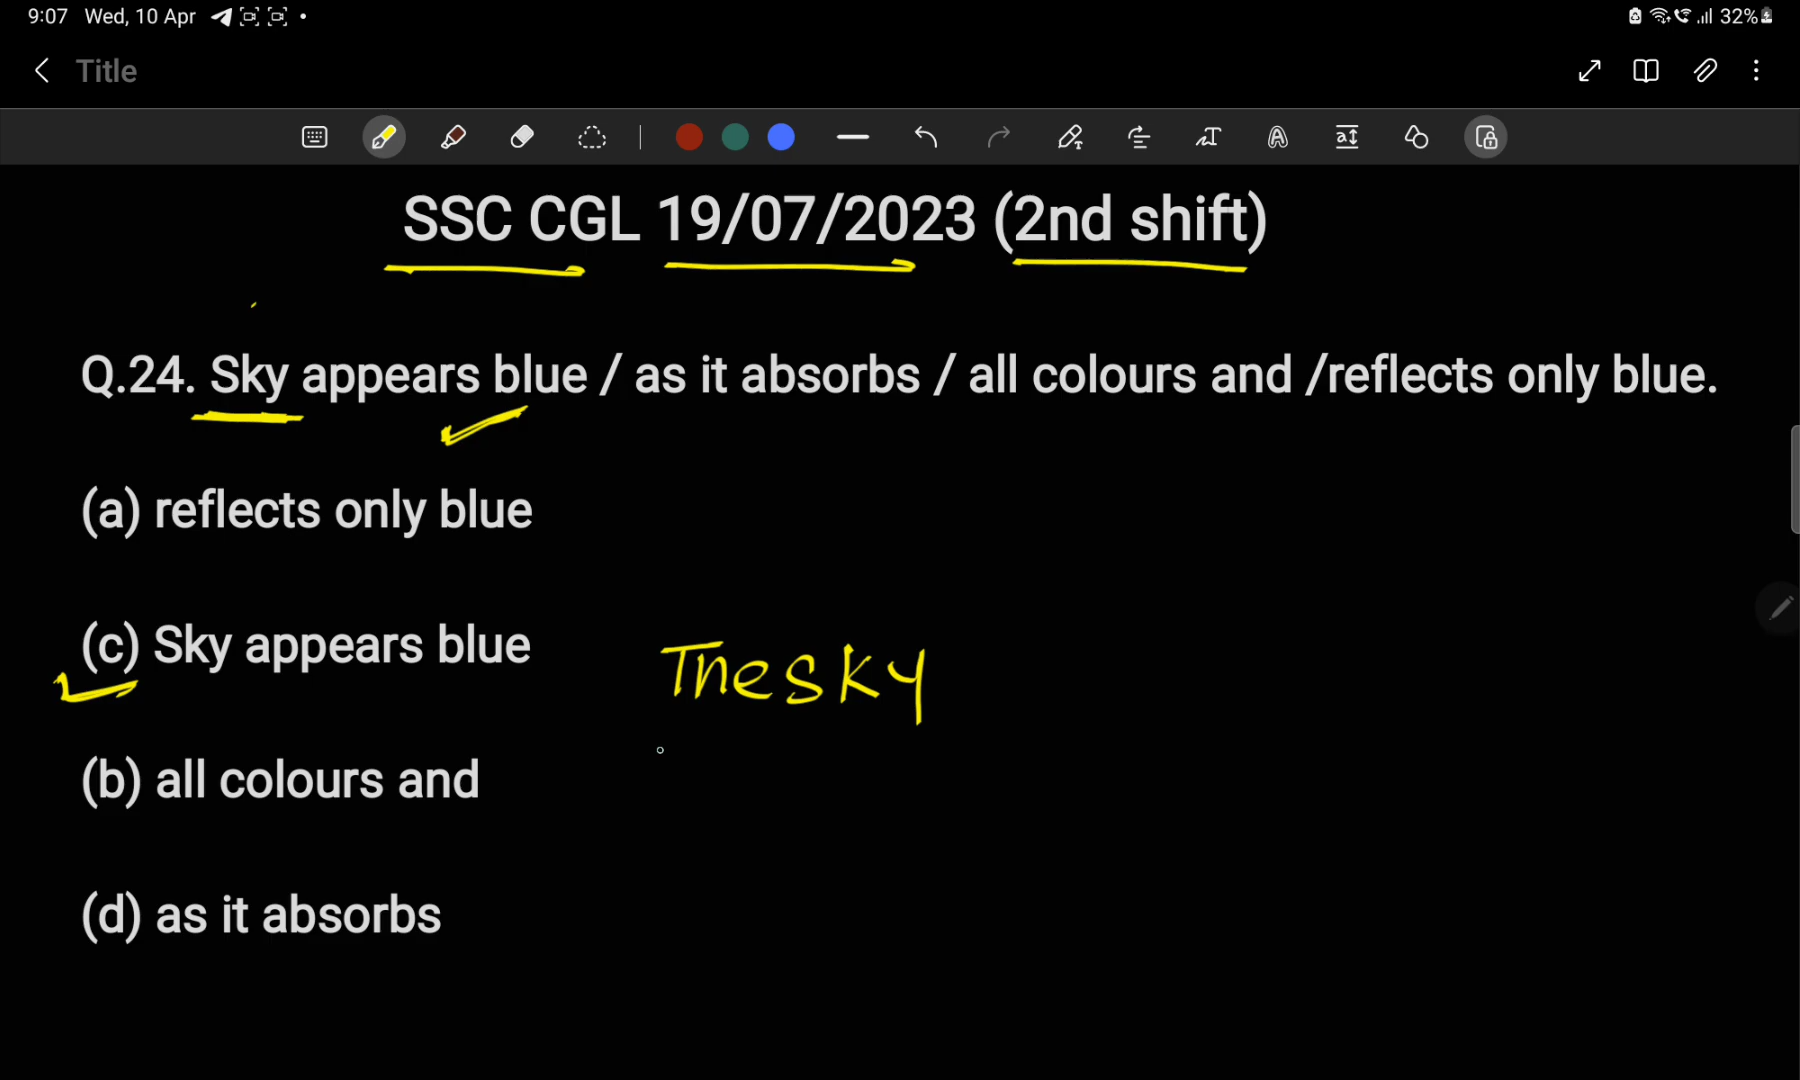 9:07 Wed, 10 Apr 32%
Title
SSC CGL 19/07/2023 (2nd shift)
Q.24. Sky appears blue / as it absorbs / all colours and /reflects only blue.
(a) reflects only blue
(c) Sky appears blue
The sky
(b) all colours and
(d) as it absorbs